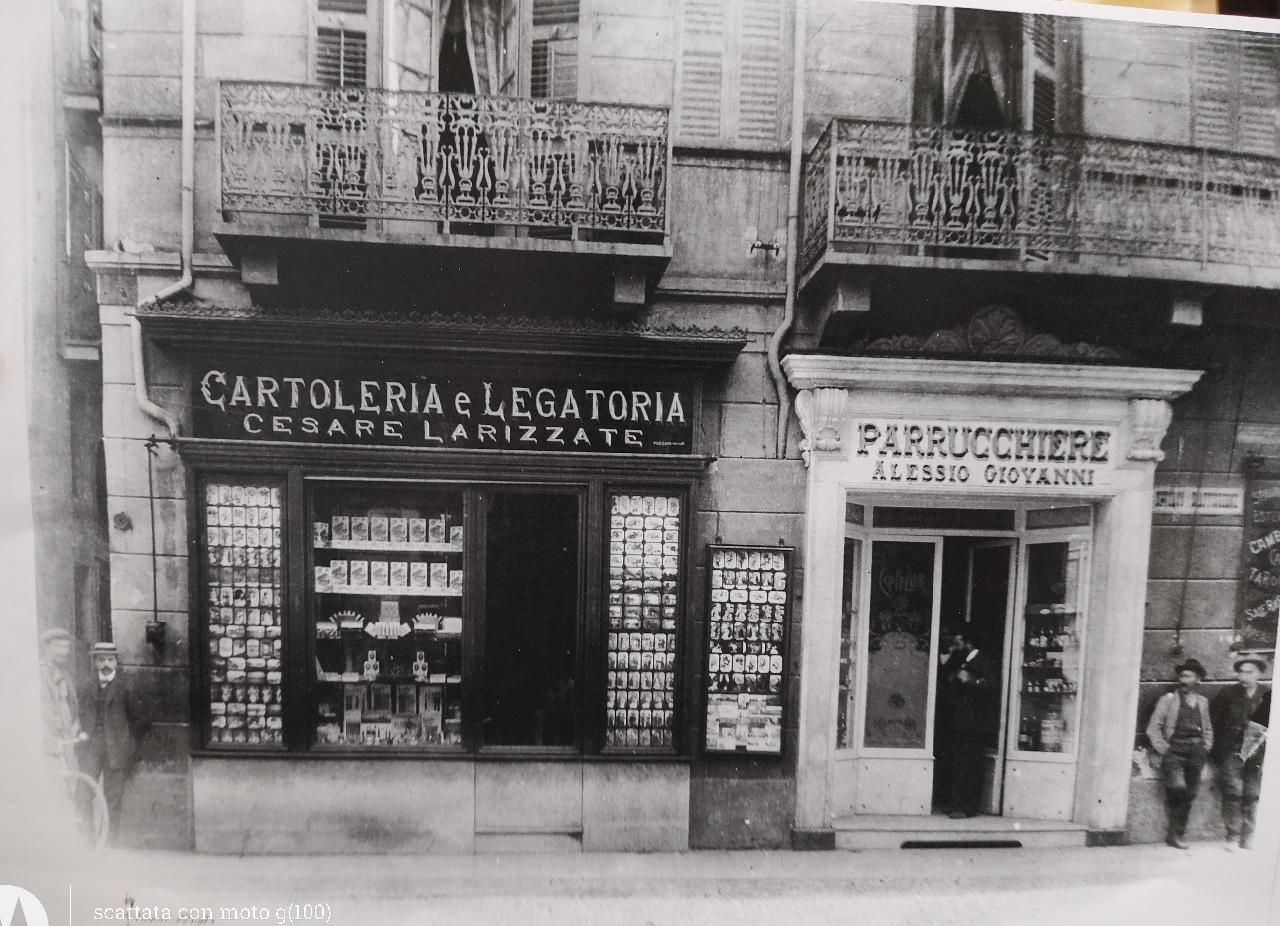 CARTOLERIA e LEGATORIA
CESARE LARIZZATE
PARRUCCHIERE
ALESSIO GIOVANNI
scattata con moto g(100)